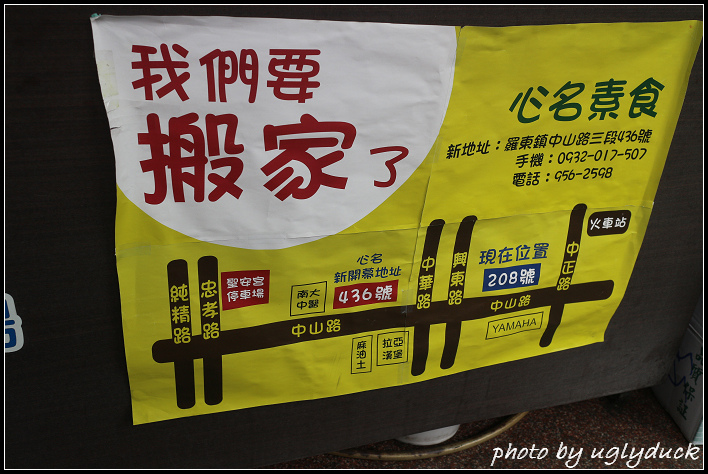 我們要
搬家了
心名素食
新地址：羅東鎮中山路三段436號
手機：0932-017-507
電話：956-2598
火車站
純精路
忠孝路
聖安宮
停車場
南大
中醫
心名
新開幕地址
436號
中山路
麻油土
拉亞
漢堡
中華路
興東路
現在位置
208號
中山路
YAMAHA
中正路
photo by uglyduck